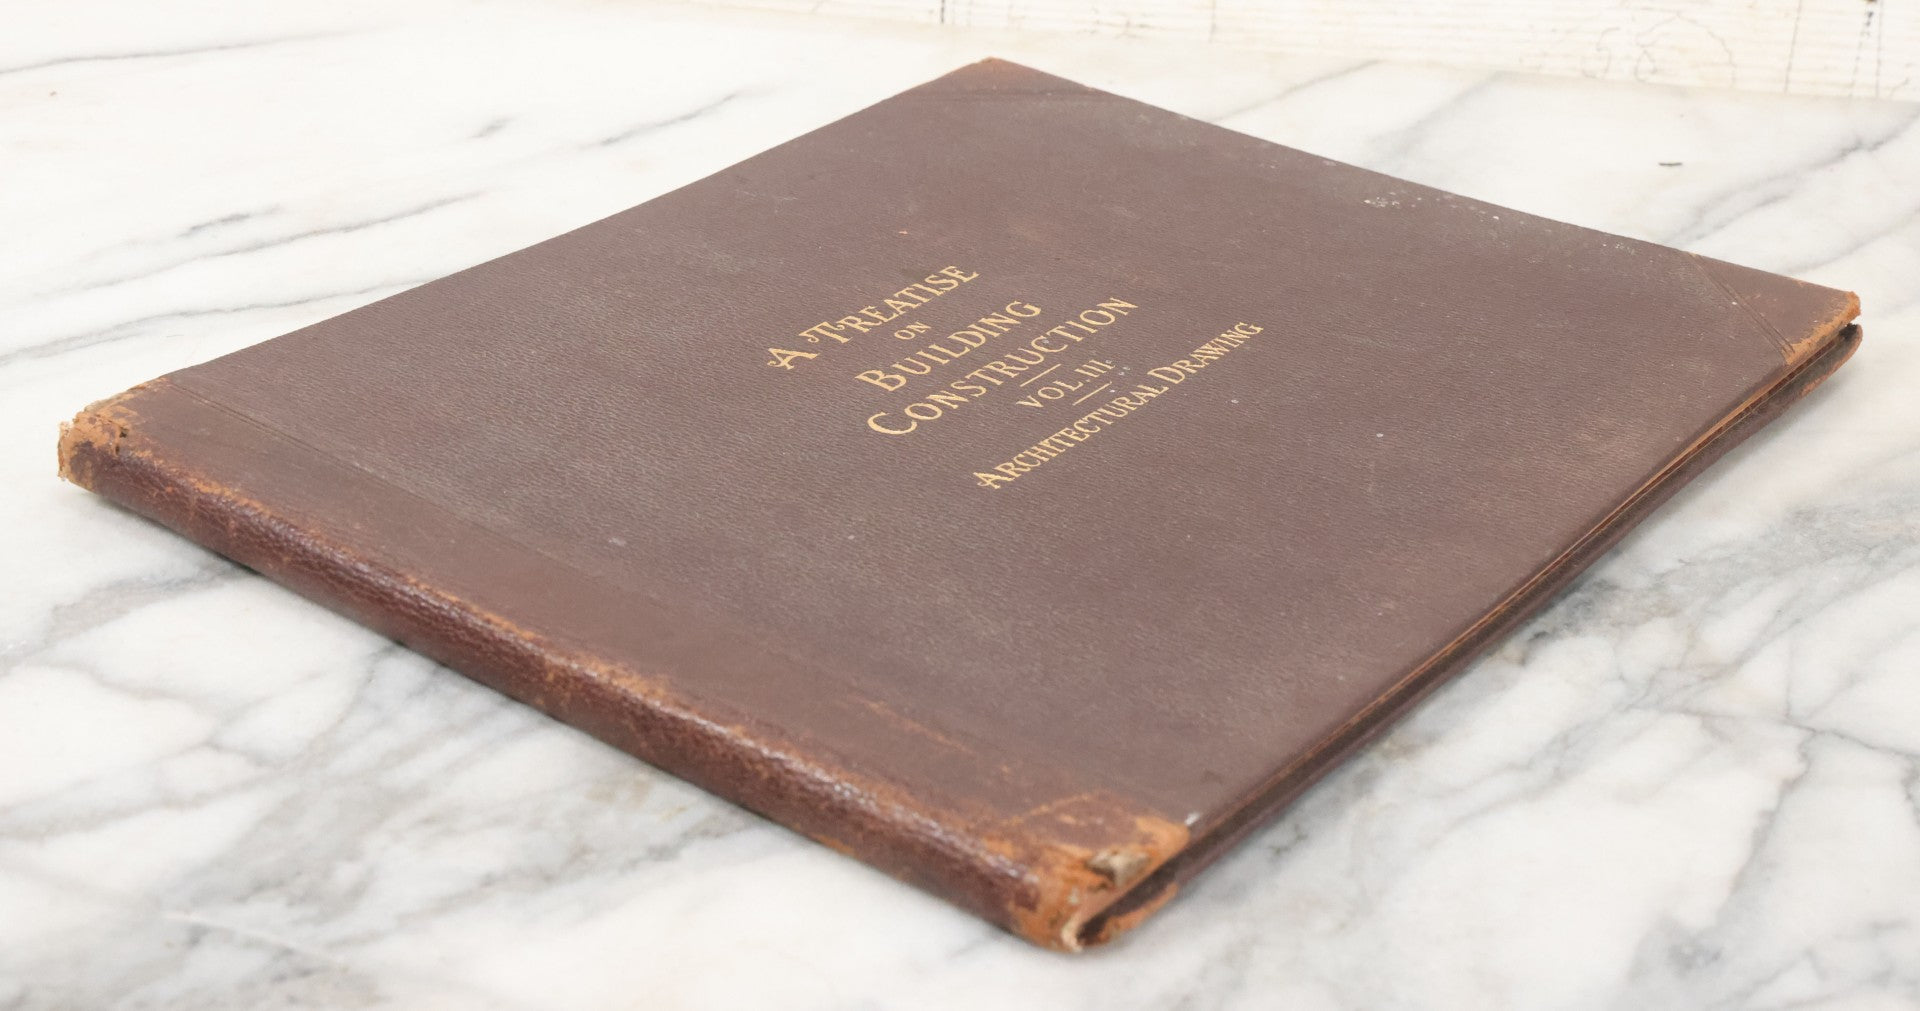 A TREATISE
ON
BUILDING
CONSTRUCTION
VOL. III.
ARCHITECTURAL DRAWING